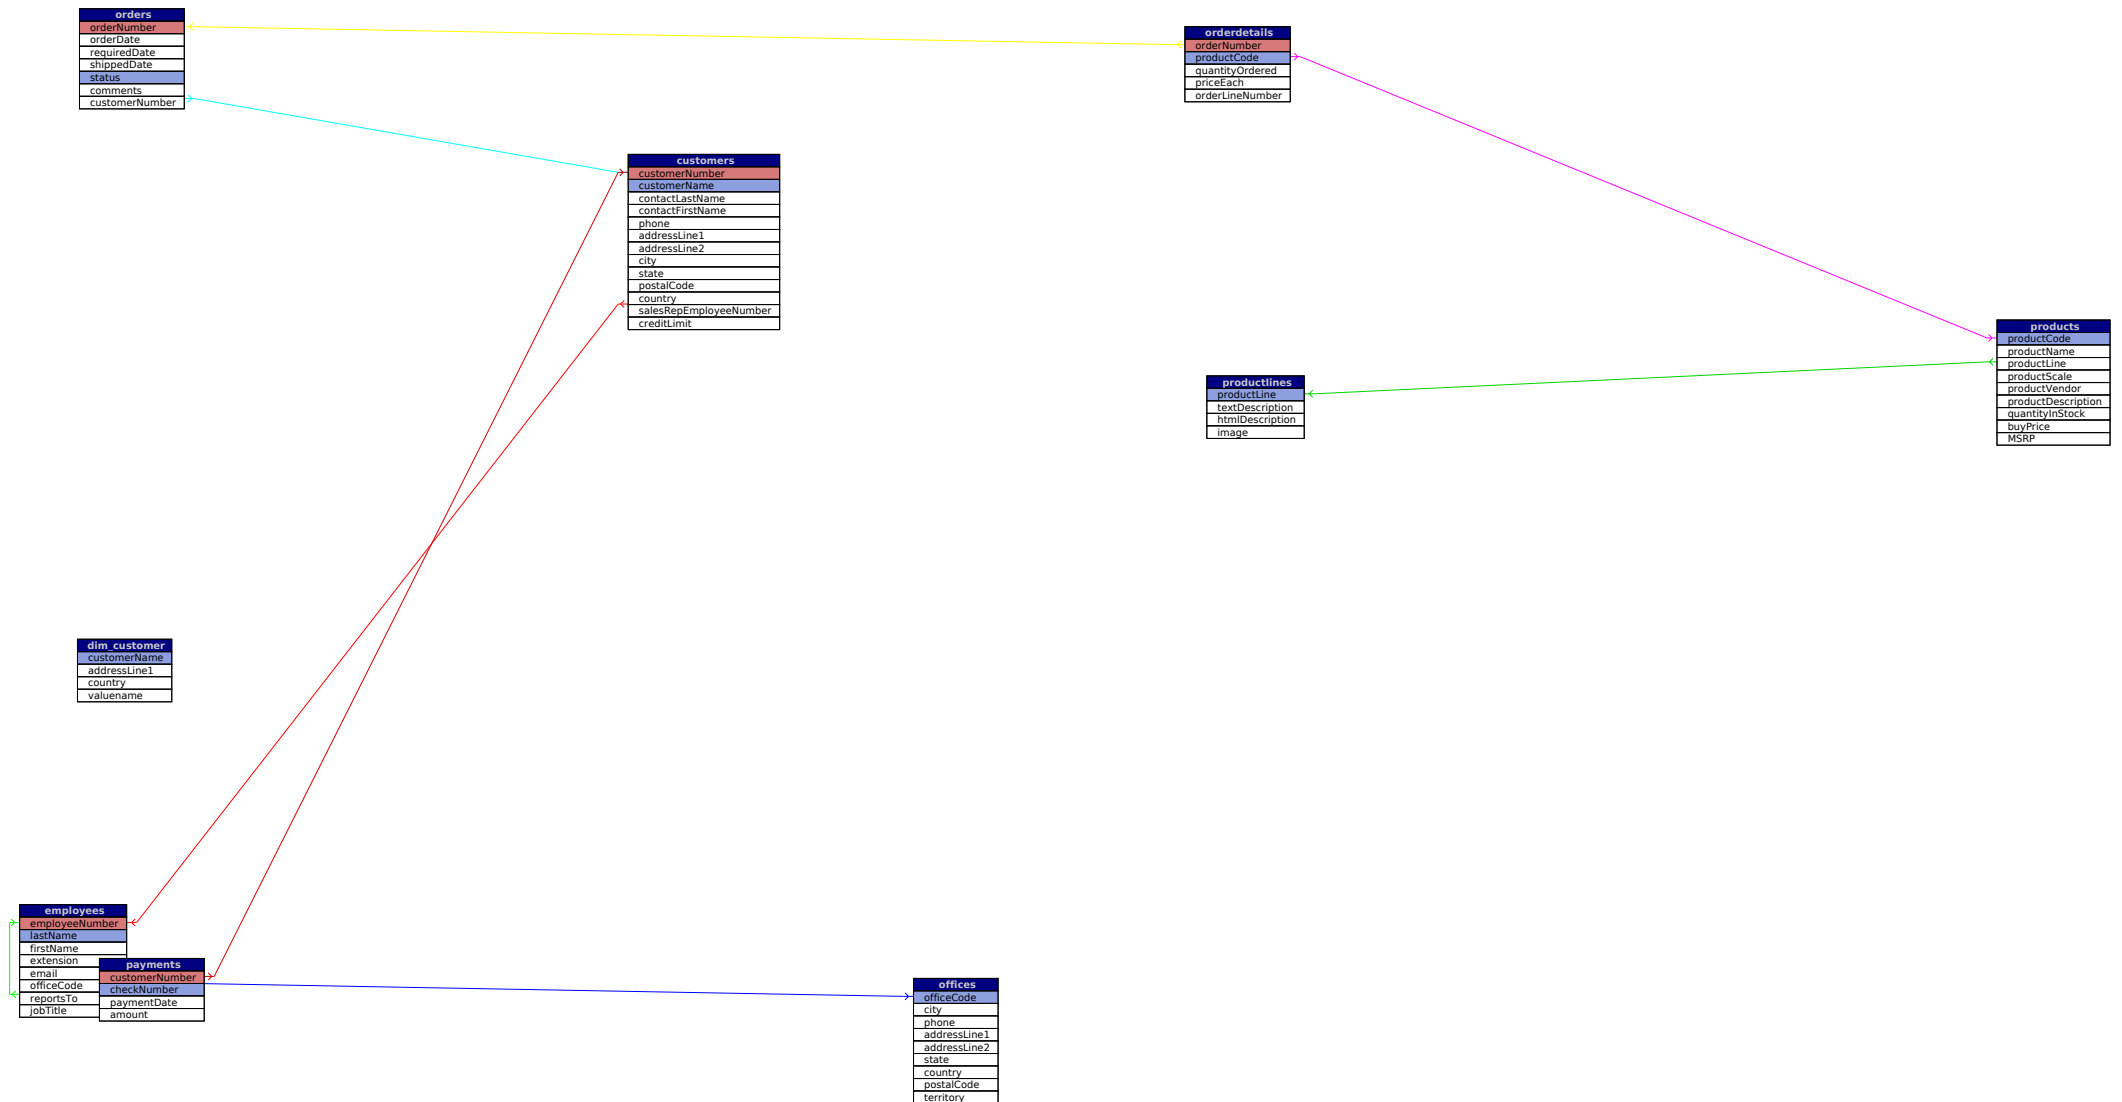 orders
orderNumber
orderDate
requiredDate
shippedDate
status
comments
customerNumber
orderdetails
orderNumber
productCode
quantityOrdered
priceEach
orderLineNumber
customers
customerNumber
customerName
contactLastName
contactFirstName
phone
addressLine1
addressLine2
city
state
postalCode
country
salesRepEmployeeNumber
creditLimit
products
productCode
productName
productLine
productScale
productVendor
productDescription
quantityInStock
buyPrice
MSRP
productlines
productLine
textDescription
htmlDescription
image
dim_customer
customerName
addressLine1
country
valuename
employees
employeeNumber
lastName
firstName
extension
email
officeCode
reportsTo
jobTitle
payments
customerNumber
checkNumber
paymentDate
amount
offices
officeCode
city
phone
addressLine1
addressLine2
state
country
postalCode
territory